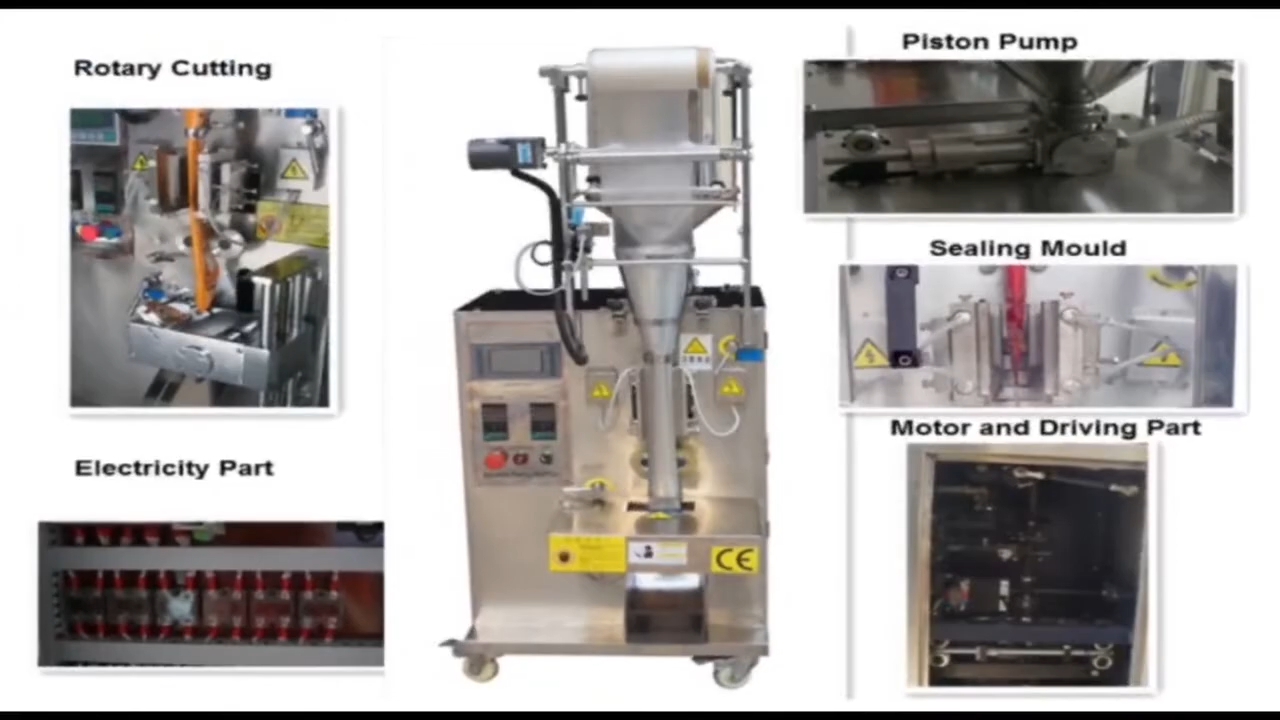 Rotary Cutting
Piston Pump
Sealing Mould
Motor and Driving Part
Electricity Part
CE